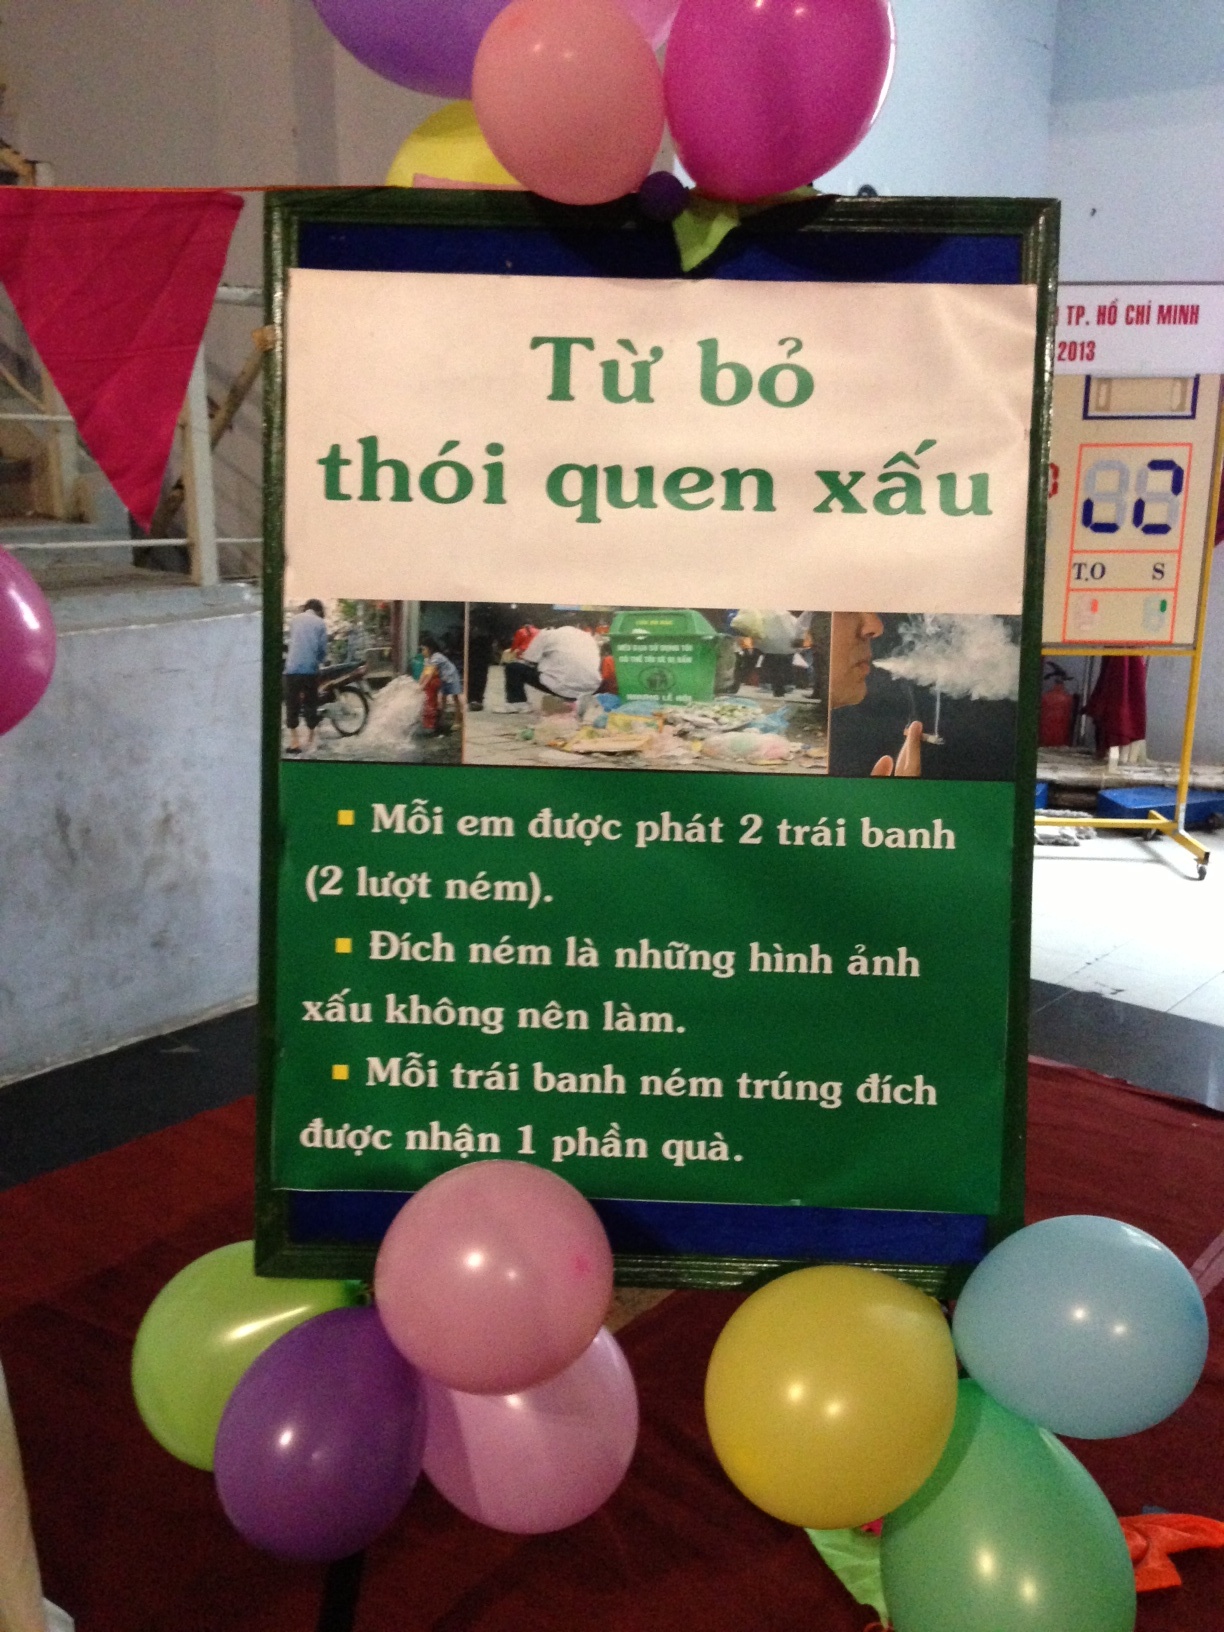 Từ bỏ
thói quen xấu
▪ Mỗi em được phát 2 trái banh
(2 lượt ném).
▪ Đích ném là những hình ảnh
xấu không nên làm.
▪ Mỗi trái banh ném trúng đích
được nhận 1 phần quà.
TP. HỒ CHÍ MINH
2013
T.O S